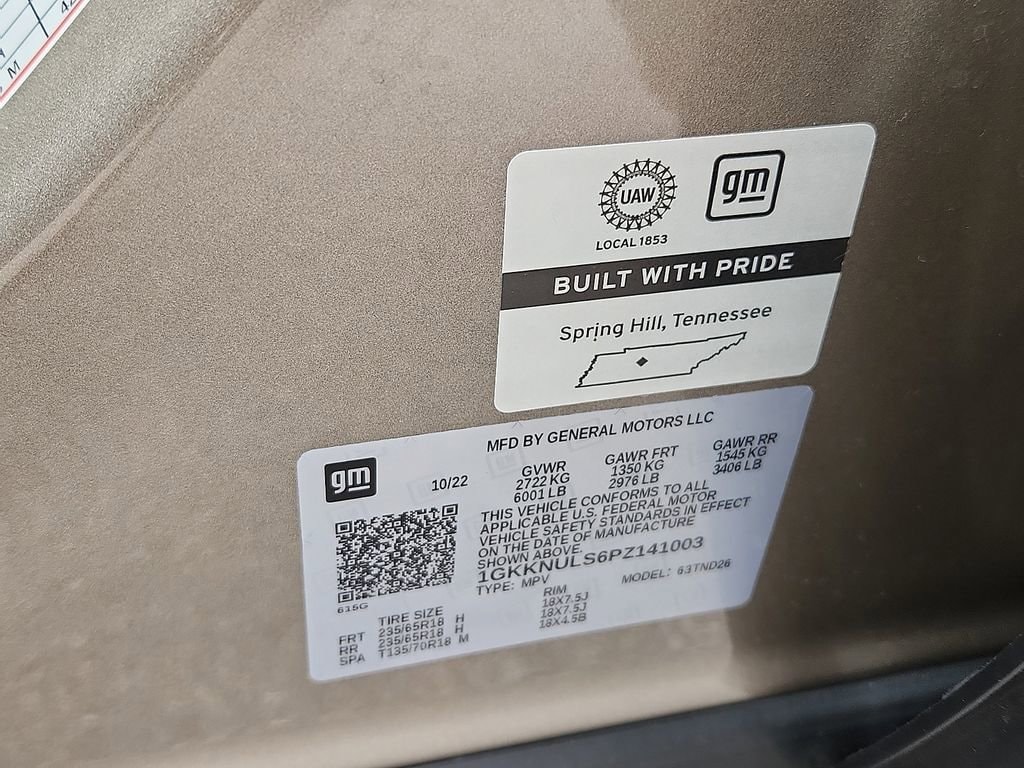 42
M
UAW
gm
LOCAL 1853
BUILT WITH PRIDE
Spring Hill, Tennessee
MFD BY GENERAL MOTORS LLC
gm
10/22
GVWR GAWR FRT GAWR RR
2722 KG 1350 KG 1545 KG
6001 LB 2976 LB 3406 LB
THIS VEHICLE CONFORMS TO ALL
APPLICABLE U.S. FEDERAL MOTOR
VEHICLE SAFETY STANDARDS IN EFFECT
ON THE DATE OF MANUFACTURE
SHOWN ABOVE.
1GKKNULS6PZ141003
TYPE: MPV MODEL: 63TND26
615G
TIRE SIZE RIM
FRT 235/65R18 H 18X7.5J
RR 235/65R18 H 18X7.5J
SPA T135/70R18 M 18X4.5B